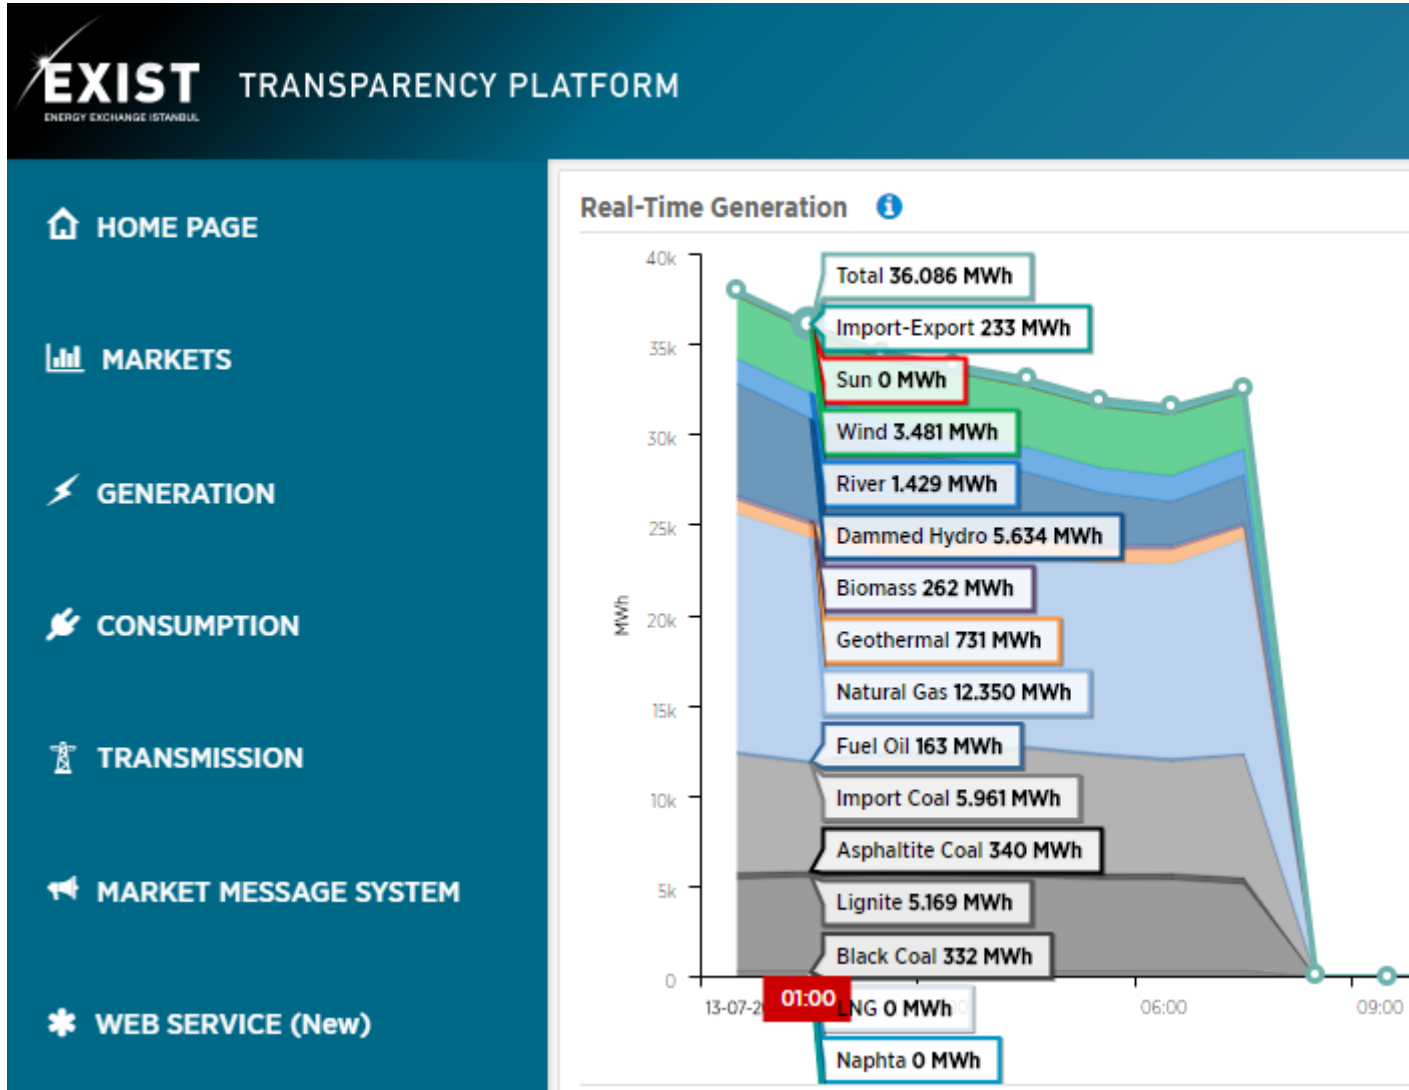 EXIST
ENERGY EXCHANGE ISTANBUL
TRANSPARENCY PLATFORM
HOME PAGE
MARKETS
GENERATION
CONSUMPTION
TRANSMISSION
MARKET MESSAGE SYSTEM
WEB SERVICE (New)
Real-Time Generation
40k
35k
30k
25k
20k
15k
10k
5k
0
MWh
Total 36.086 MWh
Import-Export 233 MWh
Sun 0 MWh
Wind 3.481 MWh
River 1.429 MWh
Dammed Hydro 5.634 MWh
Biomass 262 MWh
Geothermal 731 MWh
Natural Gas 12.350 MWh
Fuel Oil 163 MWh
Import Coal 5.961 MWh
Asphaltite Coal 340 MWh
Lignite 5.169 MWh
Black Coal 332 MWh
LNG 0 MWh
Naphta 0 MWh
13-07-2
01:00
06:00
09:00